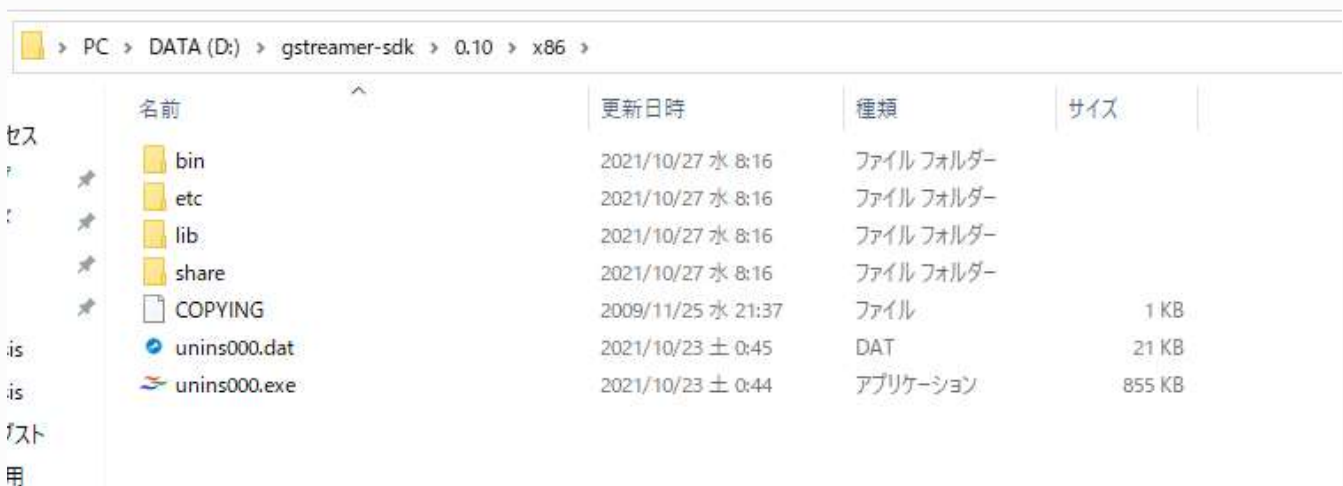 > PC > DATA (D:) > gstreamer-sdk > 0.10 > x86 >
名前 更新日時 種類 サイズ
セス
bin 2021/10/27 水 8:16 ファイル フォルダー
etc 2021/10/27 水 8:16 ファイル フォルダー
lib 2021/10/27 水 8:16 ファイル フォルダー
share 2021/10/27 水 8:16 ファイル フォルダー
COPYING 2009/11/25 水 21:37 ファイル 1 KB
sis
unins000.dat 2021/10/23 土 0:45 DAT 21 KB
sis
unins000.exe 2021/10/23 土 0:44 アプリケーション 855 KB
スト
用